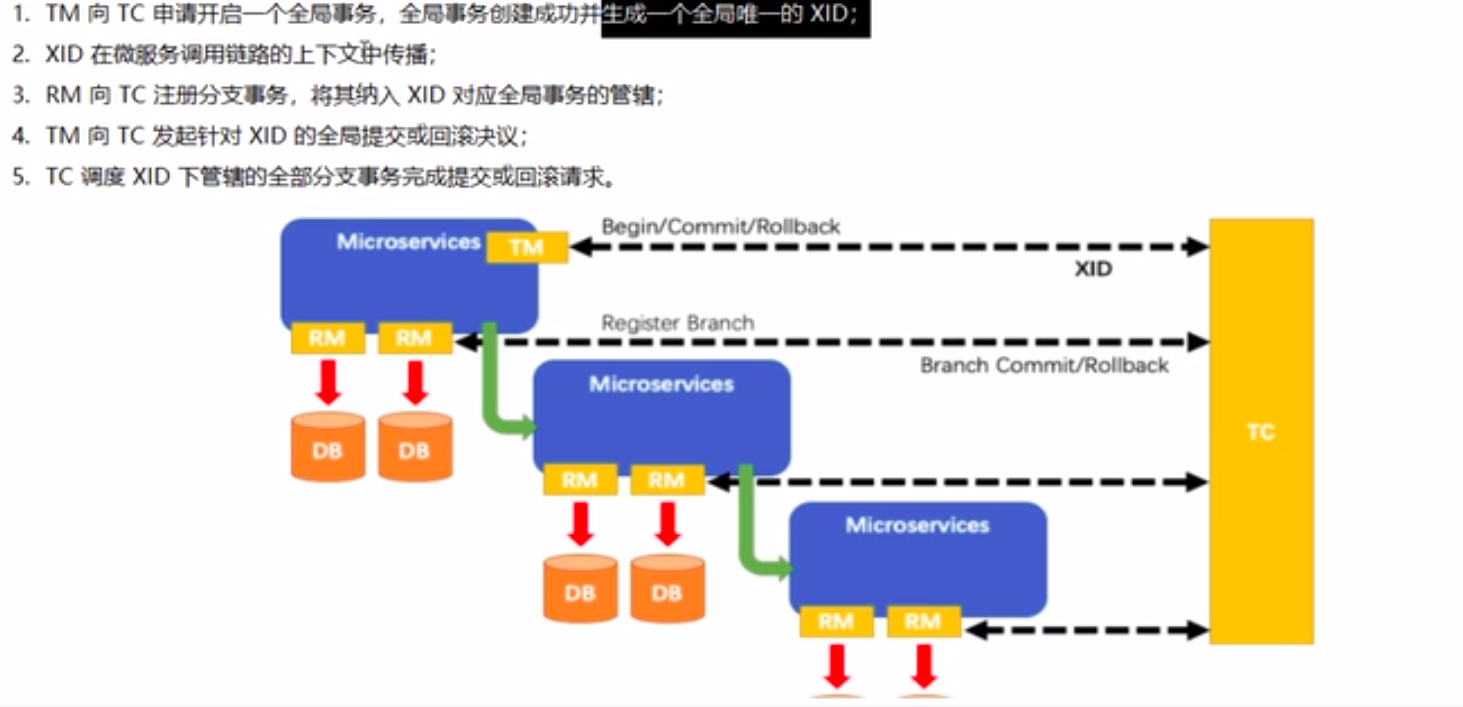 1. TM 向 TC 申请开启一个全局事务，全局事务创建成功并生成一个全局唯一的 XID；
2. XID 在微服务调用链路的上下文中传播；
3. RM 向 TC 注册分支事务，将其纳入 XID 对应全局事务的管辖；
4. TM 向 TC 发起针对 XID 的全局提交或回滚决议；
5. TC 调度 XID 下管辖的全部分支事务完成提交或回滚请求。
Begin/Commit/Rollback
Microservices TM
XID
Register Branch
RM RM
Branch Commit/Rollback
Microservices
TC
DB DB
RM RM
Microservices
DB DB
RM RM